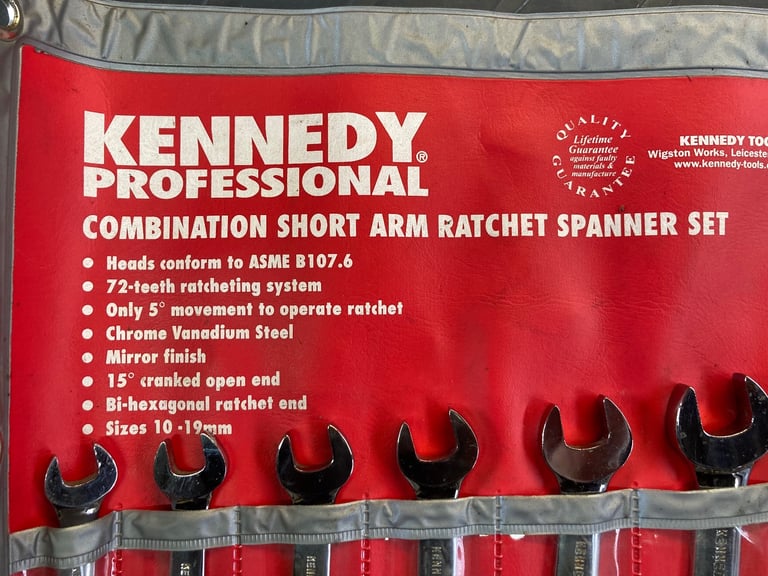 KENNEDY®
PROFESSIONAL
QUALITY
Lifetime
Guarantee
against faulty
materials &
manufacture
GUARANTEE
KENNEDY
Wigston Works,
www.kennedy-tools.
COMBINATION SHORT ARM RATCHET SPANNER SET
• Heads conform to ASME B107.6
• 72-teeth ratcheting system
• Only 5° movement to operate ratchet
• Chrome Vanadium Steel
• Mirror finish
• 15° cranked open end
• Bi-hexagonal ratchet end
• Sizes 10 -19mm